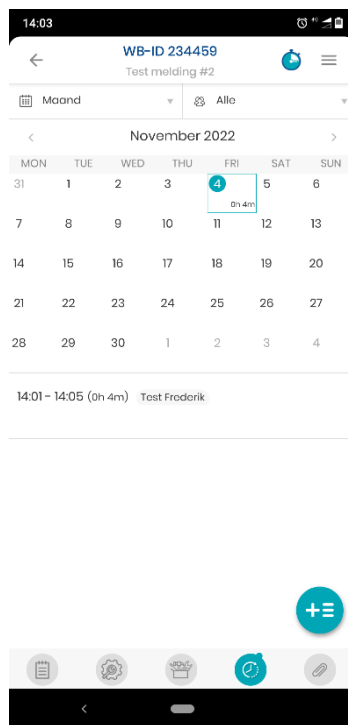 14:03
WB-ID 234459
Test melding #2
Maand Alle
November 2022
MON TUE WED THU FRI SAT SUN
31 1 2 3 4 5 6
0h 4m
7 8 9 10 11 12 13
14 15 16 17 18 19 20
21 22 23 24 25 26 27
28 29 30 1 2 3 4
14:01 - 14:05 (0h 4m) Test Frederik